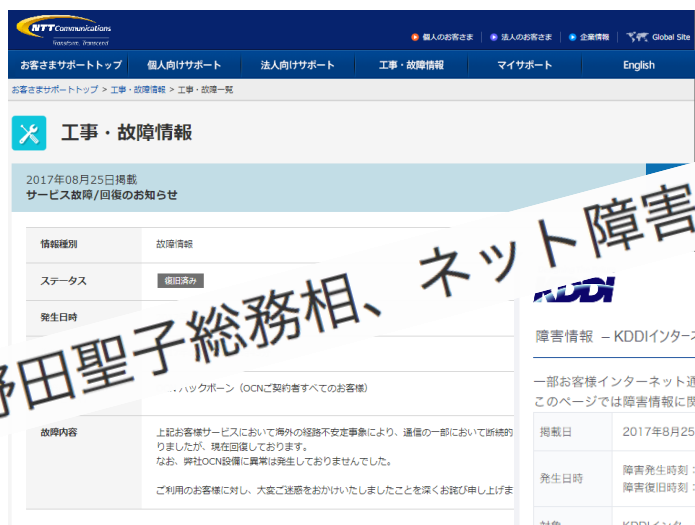 NTT Communications
Transform. Transcend
個人のお客さま
法人のお客さま
企業情報
Global Site
お客さまサポートトップ
個人向けサポート
法人向けサポート
工事・故障情報
マイサポート
English
お客さまサポートトップ > 工事・故障情報 > 工事・故障一覧
工事・故障情報
2017年08月25日掲載
サービス故障/回復のお知らせ
情報種別
故障情報
ステータス
復旧済み
発生日時
野田聖子総務相、ネット障害
バックボーン（OCNご契約者すべてのお客様）
故障内容
上記お客様サービスにおいて海外の経路不安定事象により、通信の一部において断続的
りましたが、現在回復しております。
なお、弊社OCN設備に異常は発生しておりませんでした。
ご利用のお客様に対し、大変ご迷惑をおかけいたしましたことを深くお詫び申し上げま
KDDI
障害情報 – KDDIインターネ
一部お客様インターネット通
このページでは障害情報に関
掲載日
2017年8月25
発生日時
障害発生時刻：
障害復旧時刻：
対象
KDDIインター